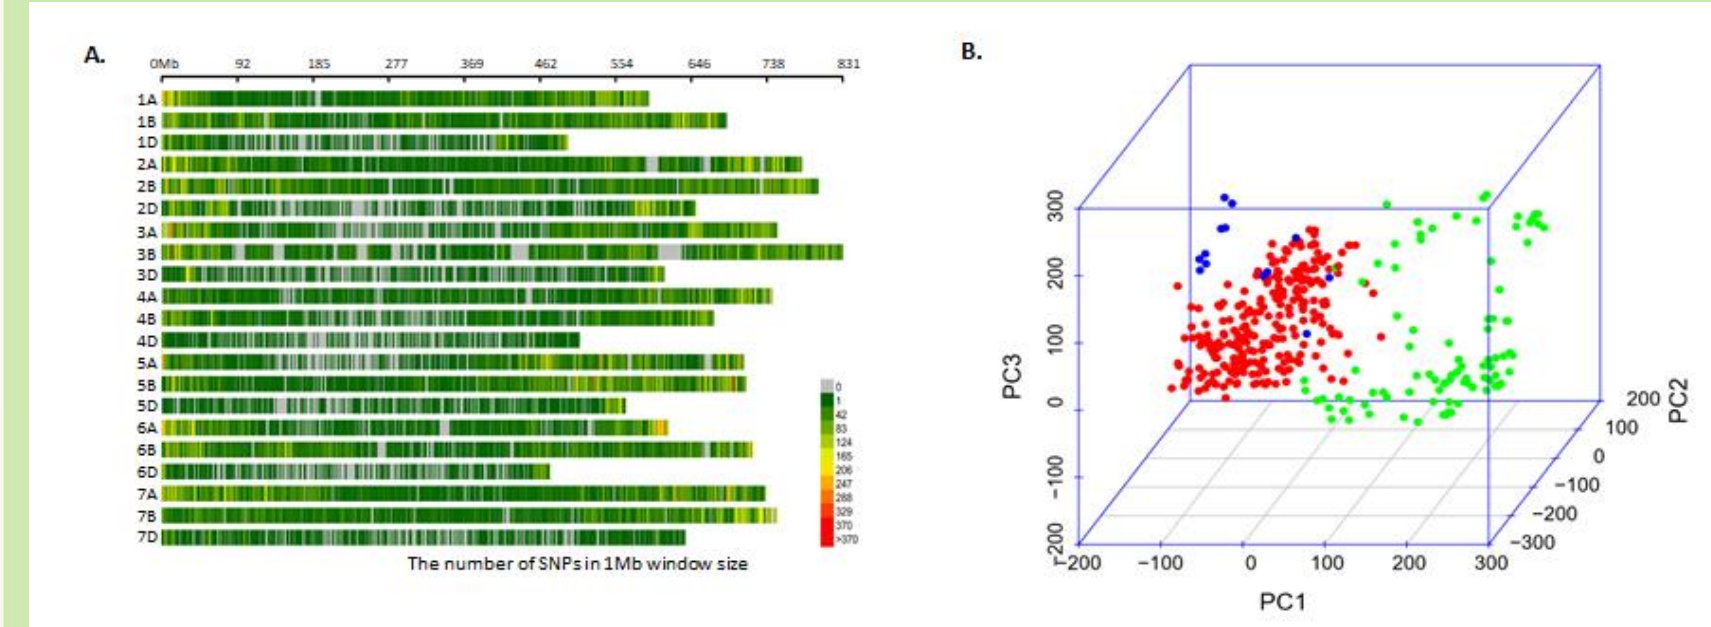 A.
0Mb 92 185 277 369 462 554 646 738 831
1A
1B
1D
2A
2B
2D
3A
3B
3D
4A
4B
4D
5A
5B
5D
6A
6B
6D
7A
7B
7D
0
1
42
83
124
165
206
247
288
329
370
>370
The number of SNPs in 1Mb window size
B.
PC3
300
200
100
0
−100
−200
−200 −100 0 100 200 300
PC1
200
100
0
−100
−200
−300
PC2